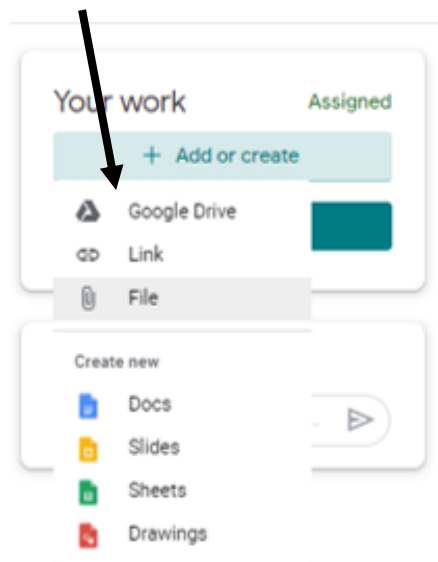 Your work Assigned
+ Add or create
Google Drive
Link
File
Create new
Docs
Slides
Sheets
Drawings